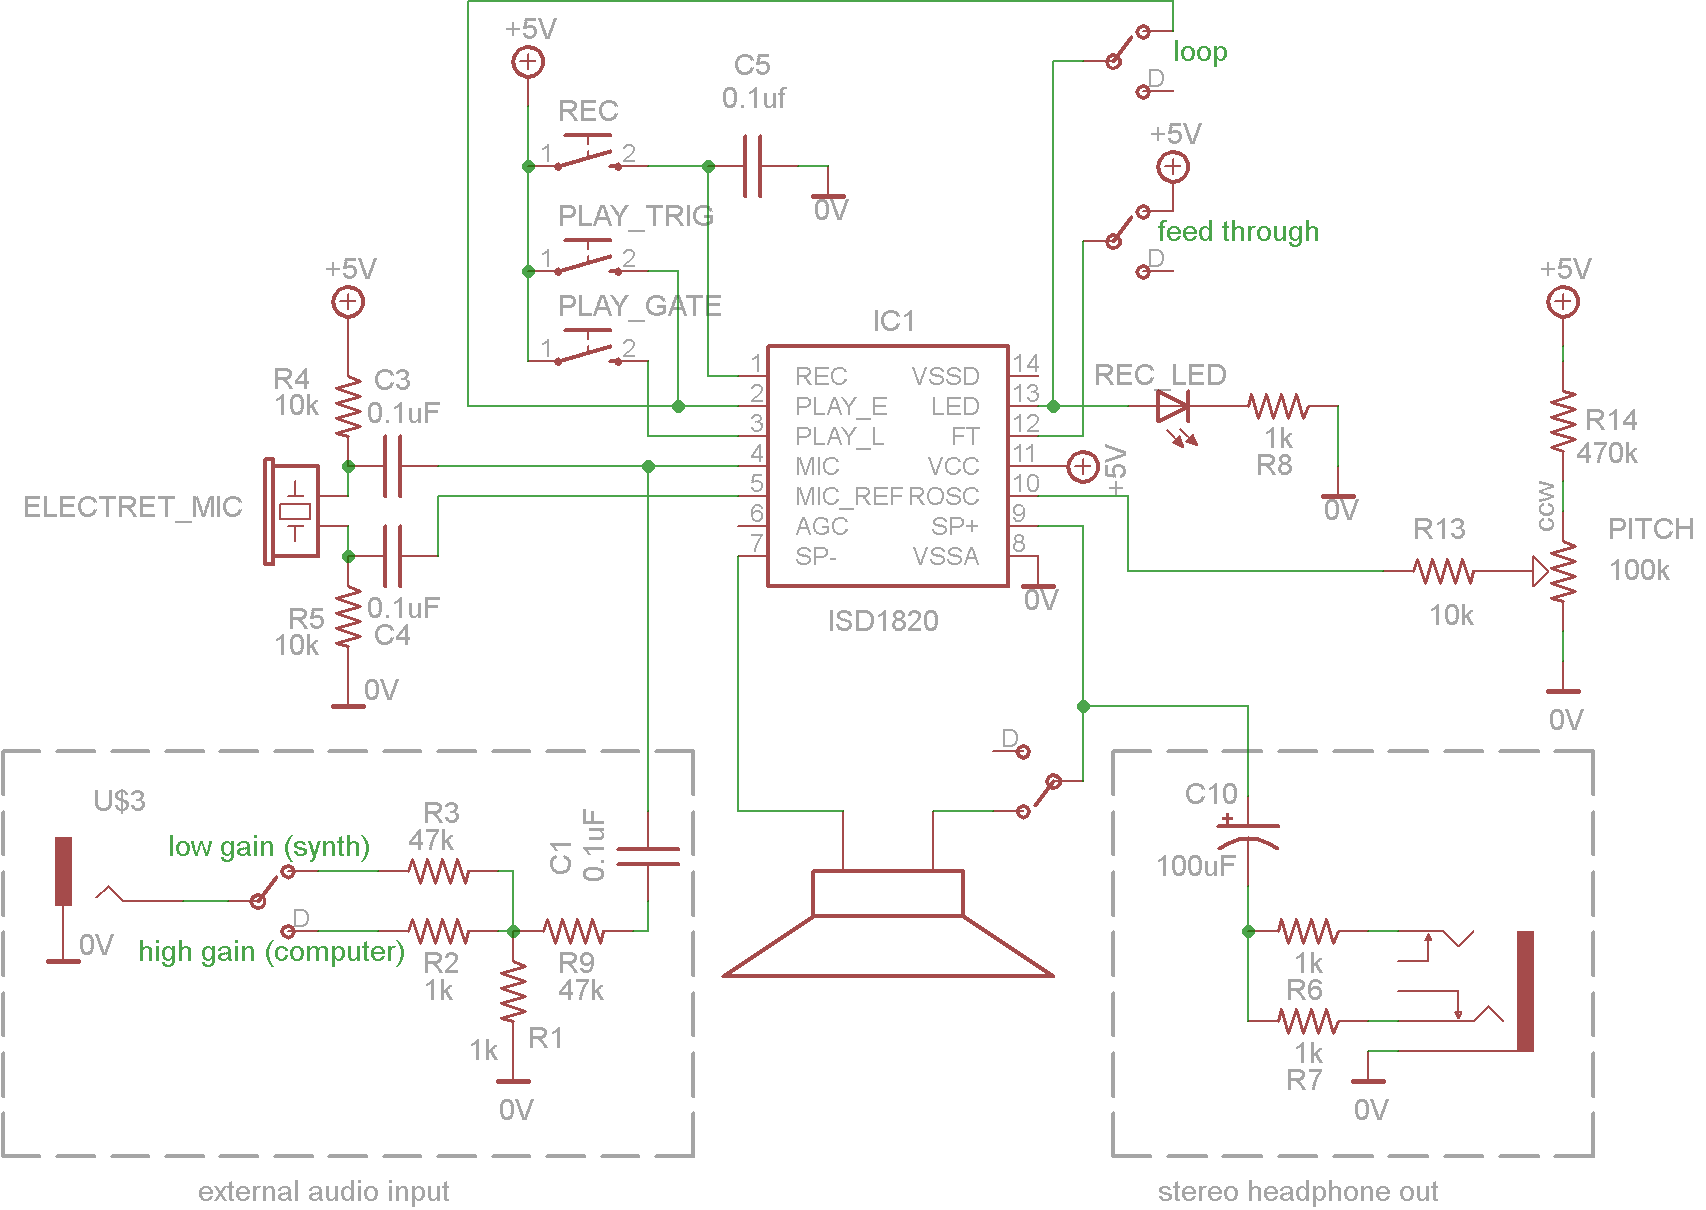 +5V
C5
0.1uf
REC
1
2
0V
loop
D
+5V
feed through
D
PLAY_TRIG
1
2
PLAY_GATE
1
2
+5V
R4
10k
C3
0.1uF
ELECTRET_MIC
0.1uF
C4
R5
10k
0V
IC1
1
2
3
4
5
6
7
REC
PLAY_E
PLAY_L
MIC
MIC_REF
AGC
SP-
VSSD
LED
FT
VCC
ROSC
SP+
VSSA
14
13
12
11
10
9
8
ISD1820
+5V
0V
REC_LED
1k
R8
0V
+5V
R14
470k
ccw
PITCH
100k
R13
10k
0V
D
U$3
low gain (synth)
D
high gain (computer)
0V
R3
47k
R2
1k
C1
0.1uF
R9
47k
1k
R1
0V
external audio input
C10
+
100uF
1k
R6
1k
R7
0V
stereo headphone out